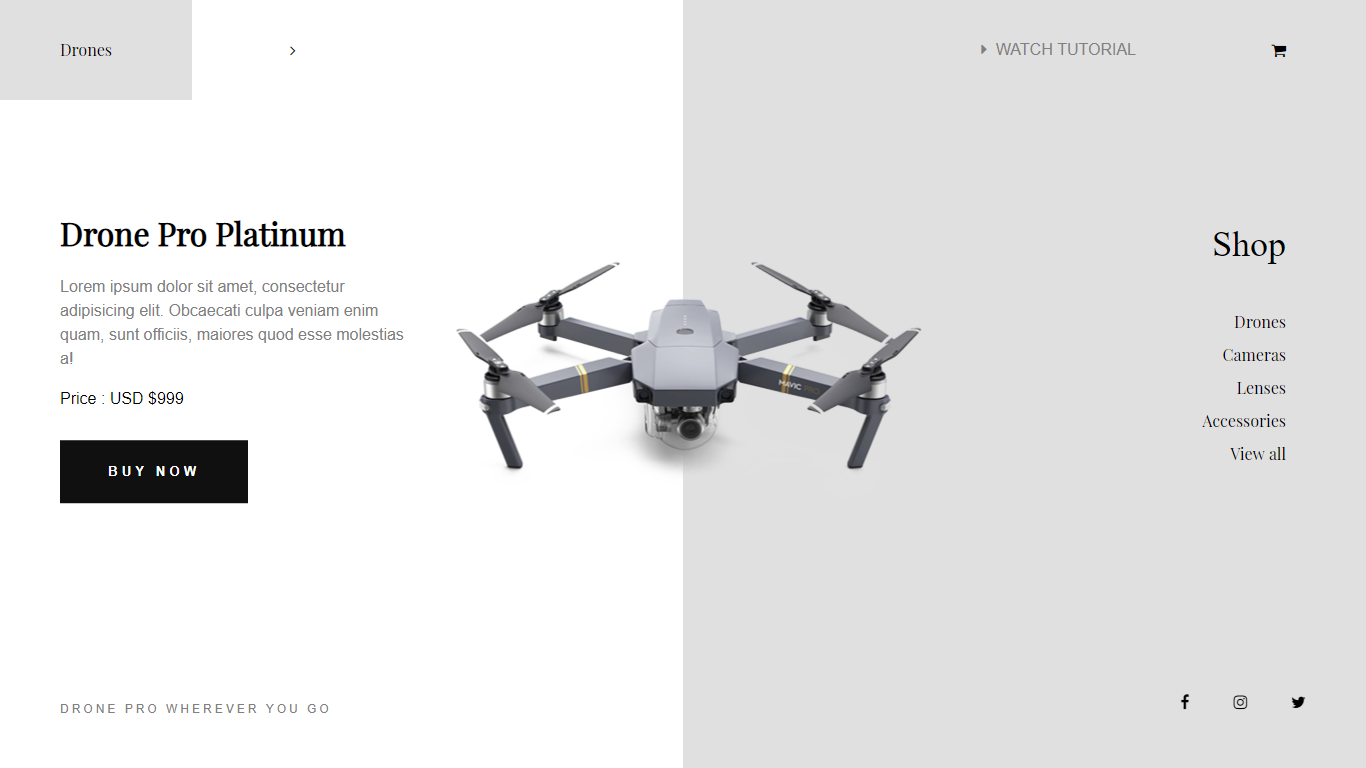 Drones
WATCH TUTORIAL
Drone Pro Platinum
Lorem ipsum dolor sit amet, consectetur
adipisicing elit. Obcaecati culpa veniam enim
quam, sunt officiis, maiores quod esse molestias
a!
Price : USD $999
BUY NOW
MAVIC PRO
Shop
Drones
Cameras
Lenses
Accessories
View all
DRONE PRO WHEREVER YOU GO